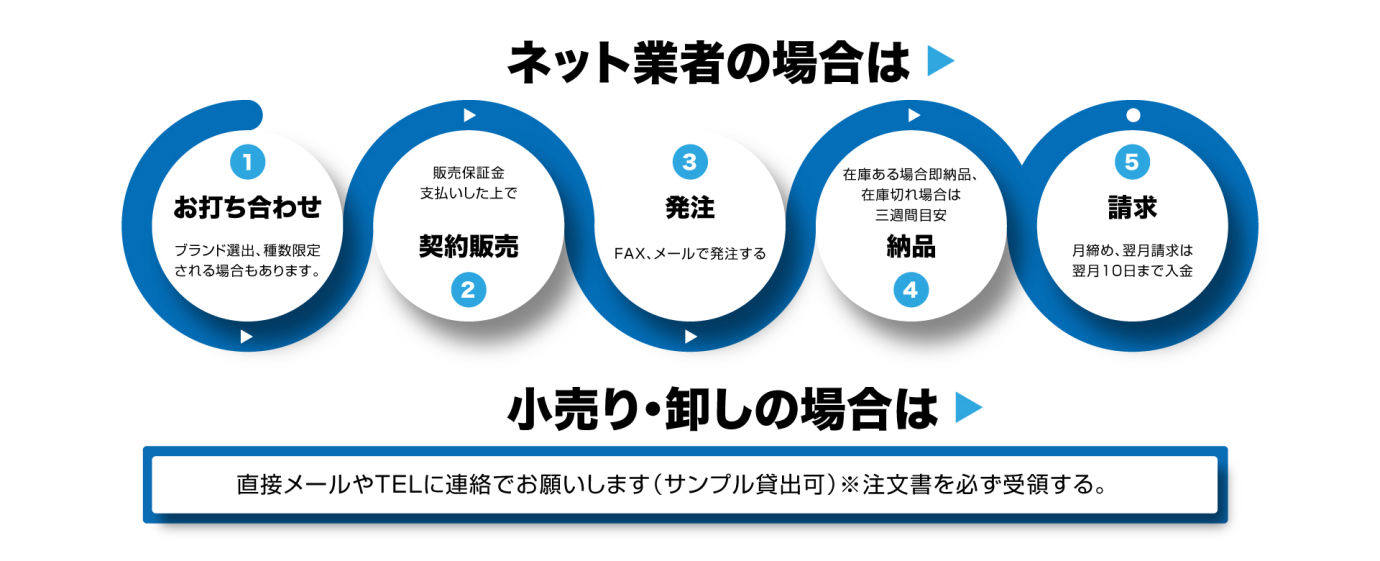 ネット業者の場合は
1
お打ち合わせ
ブランド選出、種数限定
される場合もあります。
販売保証金
支払いした上で
契約販売
2
3
発注
FAX、メールで発注する
在庫ある場合即納品、
在庫切れ場合は
三週間目安
納品
4
5
請求
月締め、翌月請求は
翌月10日まで入金
小売り・卸しの場合は
直接メールやTELに連絡でお願いします（サンプル貸出可）※注文書を必ず受領する。